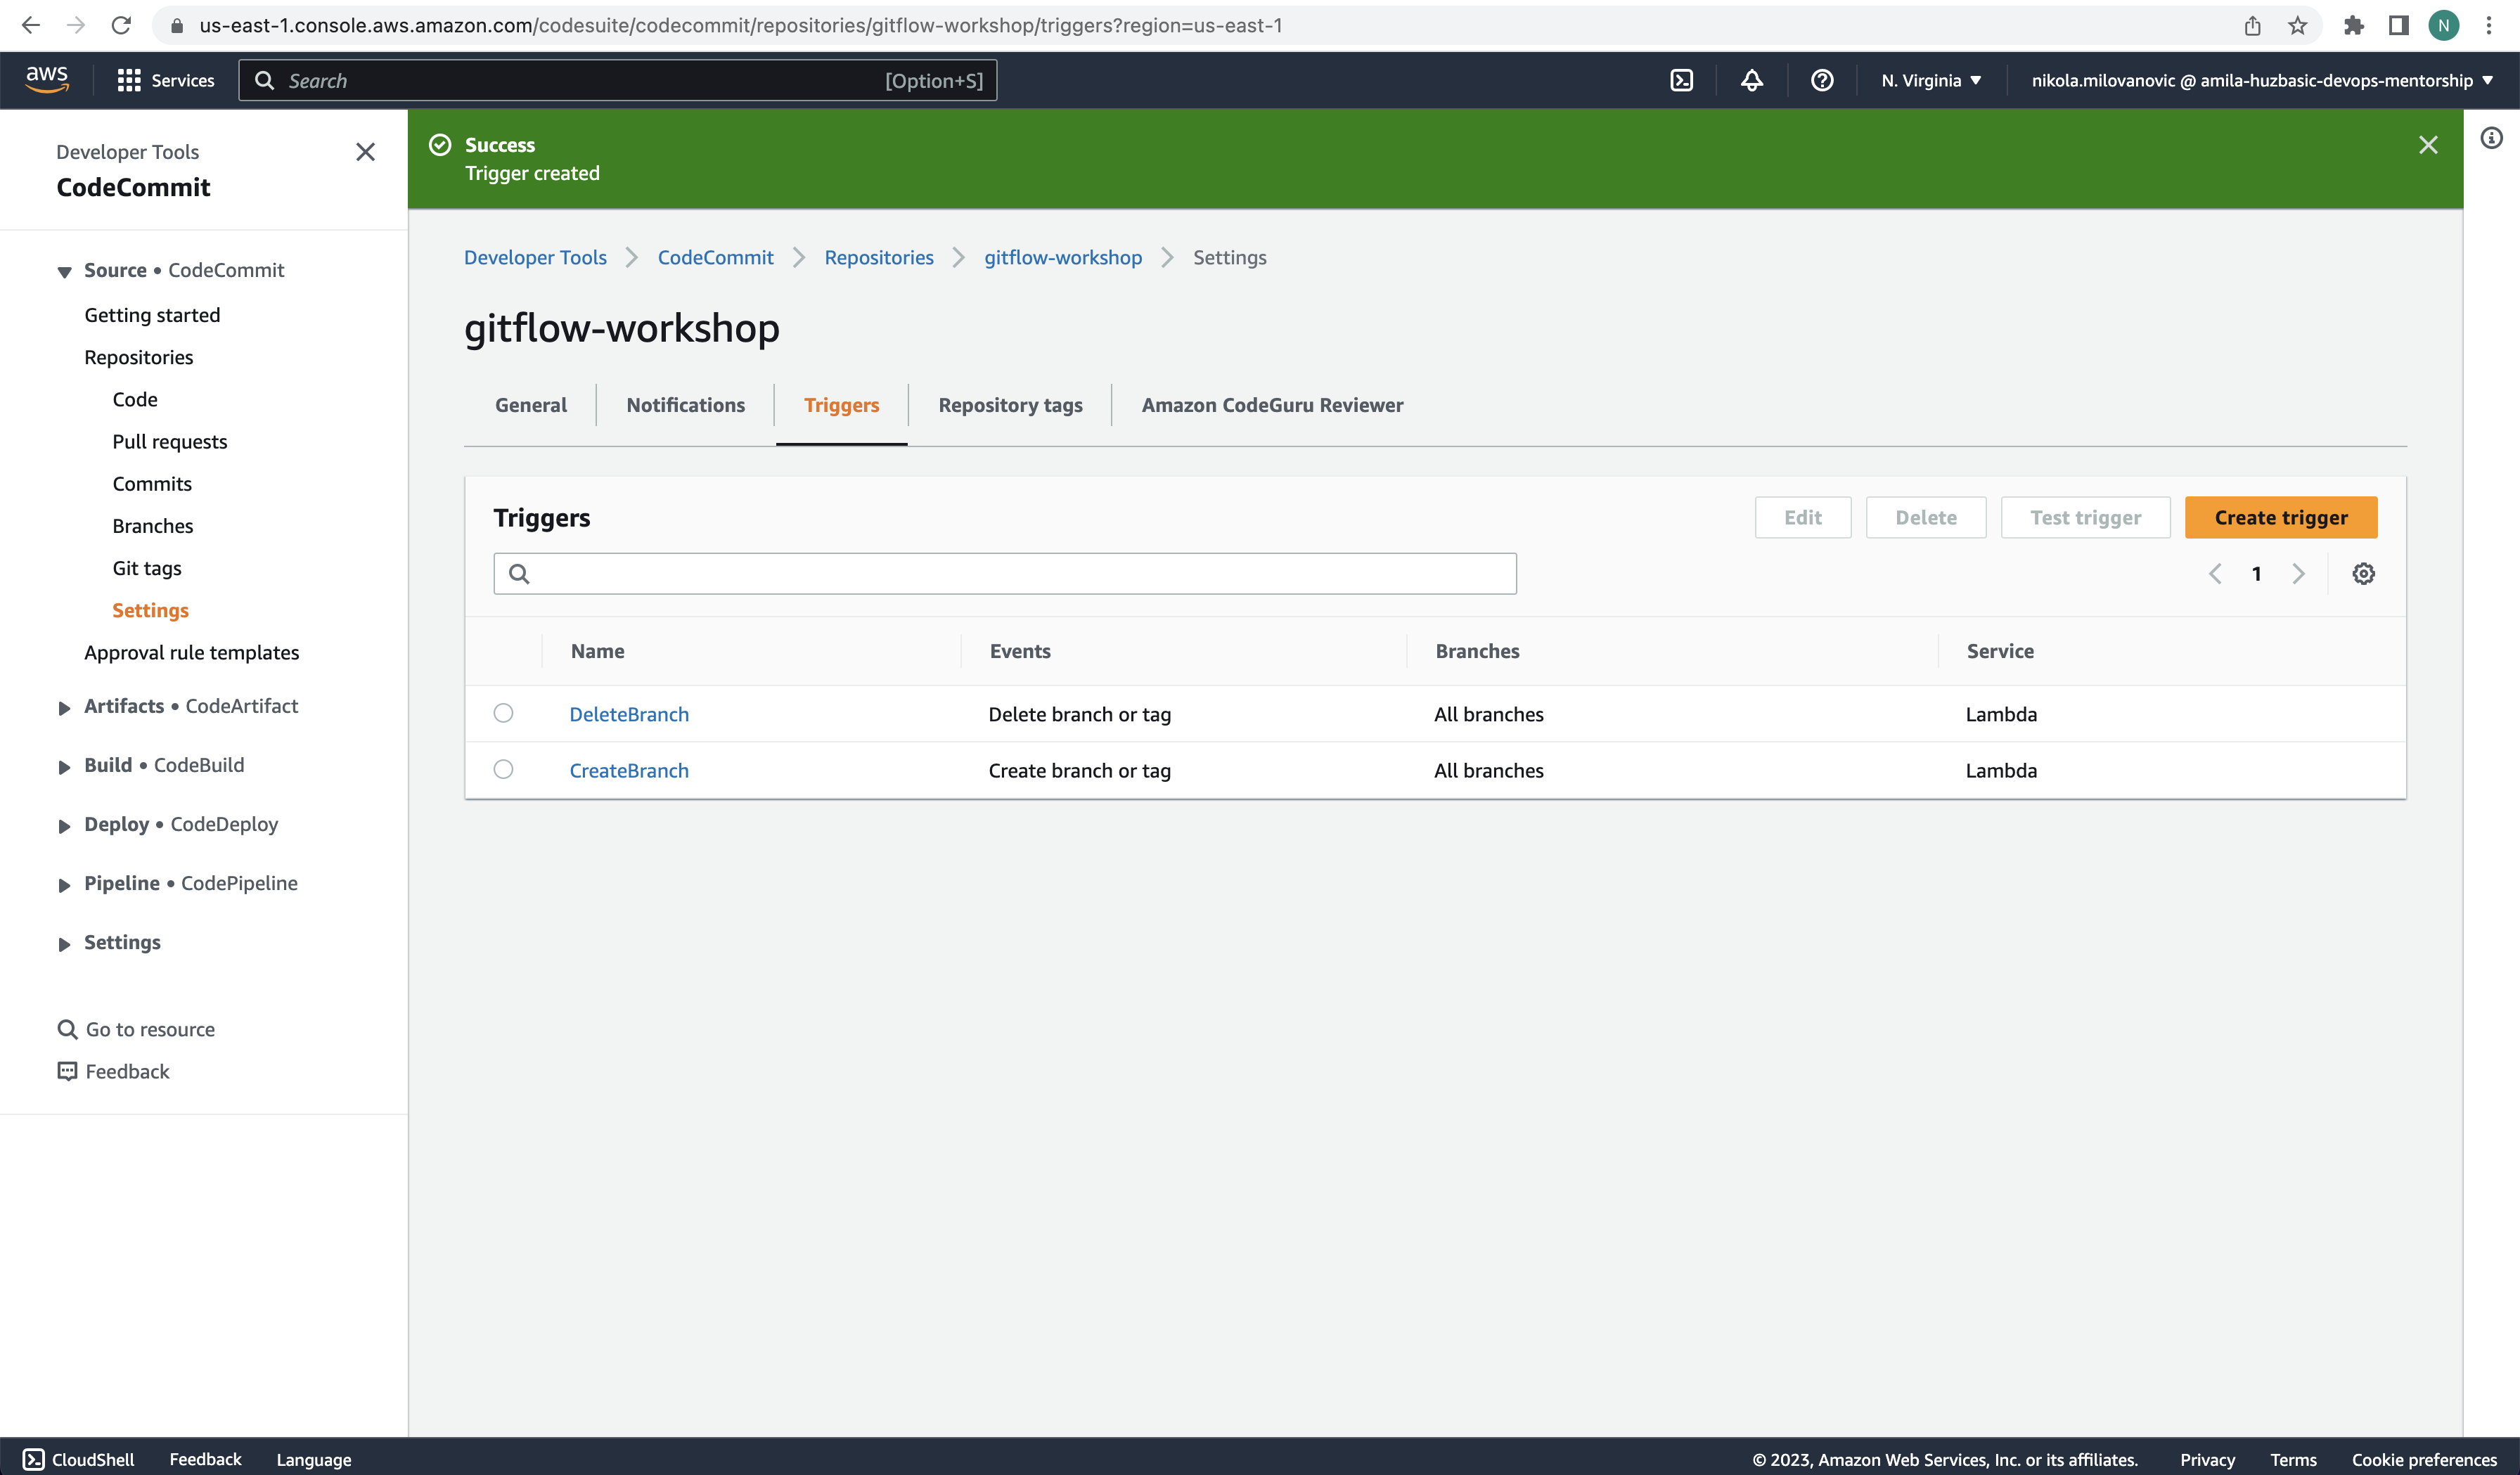 us-east-1.console.aws.amazon.com/codesuite/codecommit/repositories/gitflow-workshop/triggers?region=us-east-1
N
aws
Services
Search
[Option+S]
N. Virginia
nikola.milovanovic @ amila-huzbasic-devops-mentorship
Developer Tools
CodeCommit
Source • CodeCommit
Getting started
Repositories
Code
Pull requests
Commits
Branches
Git tags
Settings
Approval rule templates
Artifacts • CodeArtifact
Build • CodeBuild
Deploy • CodeDeploy
Pipeline • CodePipeline
Settings
Go to resource
Feedback
Success
Trigger created
Developer Tools
CodeCommit
Repositories
gitflow-workshop
Settings
gitflow-workshop
General
Notifications
Triggers
Repository tags
Amazon CodeGuru Reviewer
Triggers
Edit
Delete
Test trigger
Create trigger
1
Name Events Branches Service
DeleteBranch Delete branch or tag All branches Lambda
CreateBranch Create branch or tag All branches Lambda
CloudShell
Feedback
Language
© 2023, Amazon Web Services, Inc. or its affiliates.
Privacy
Terms
Cookie preferences